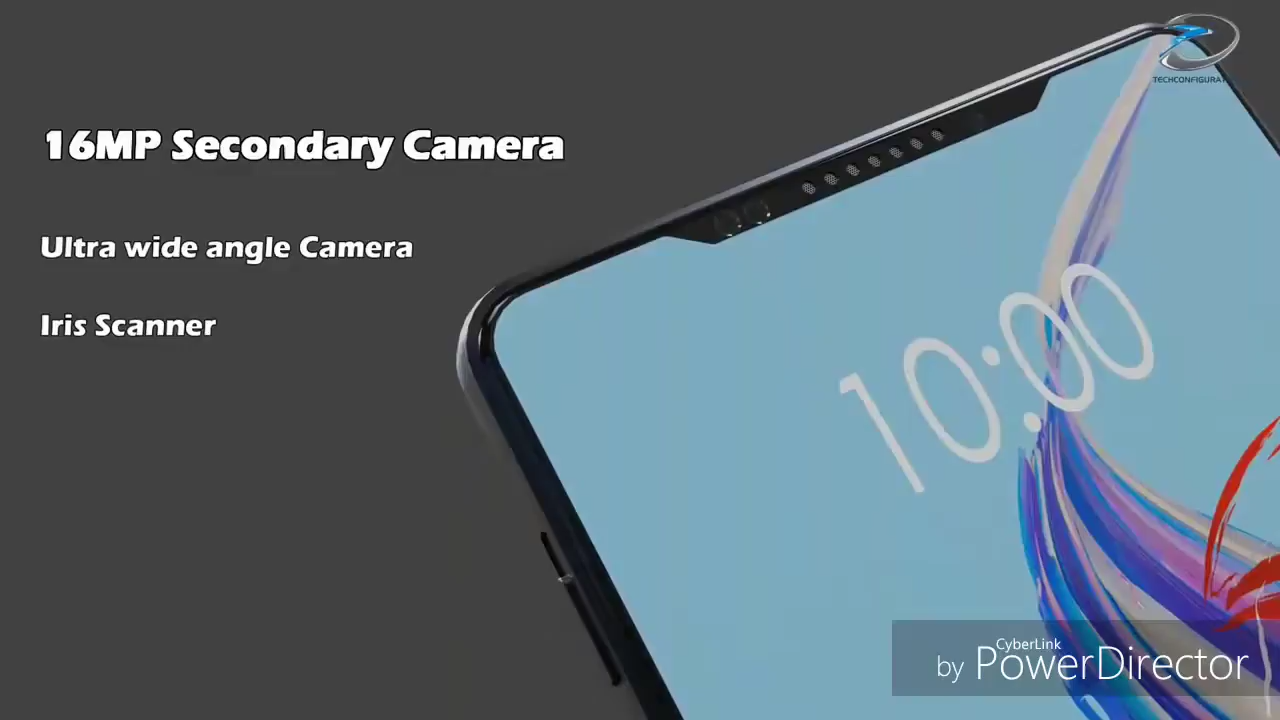 16MP Secondary Camera
Ultra wide angle Camera
Iris Scanner
10:00
CyberLink
by PowerDirector